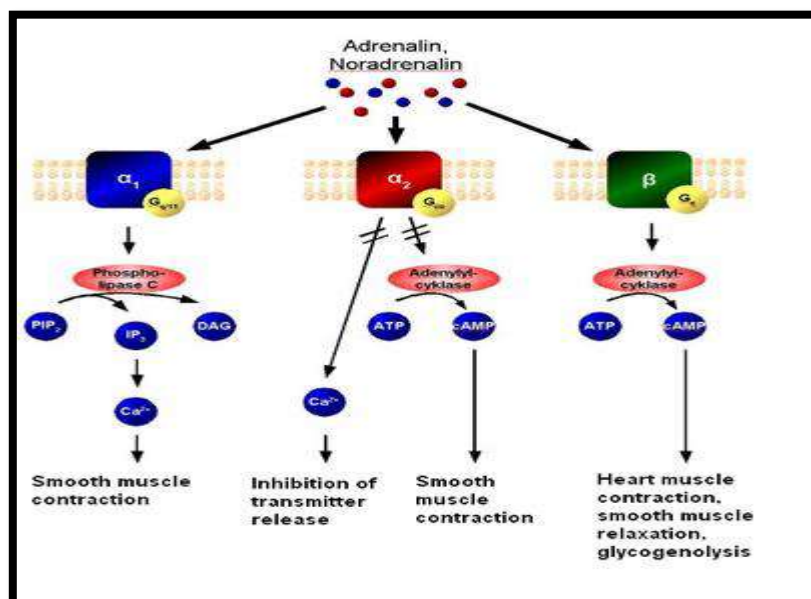 Adrenalin,
Noradrenalin
α₁
α₂
β
G
G
Gₛ
Phospho-
lipase C
Adenylyl-
cyklase
Adenylyl-
cyklase
PIP₂
IP₃
DAG
ATP
cAMP
ATP
cAMP
Ca²⁺
Ca²⁺
Smooth muscle
contraction
Inhibition of
transmitter
release
Smooth
muscle
contraction
Heart muscle
contraction,
smooth muscle
relaxation,
glycogenolysis